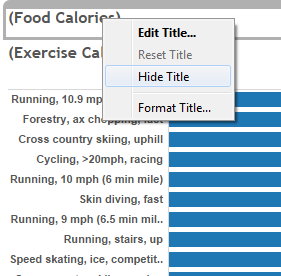 (Food Calories)
Edit Title...
Reset Title
Hide Title
Format Title...
(Exercise Cal
Running, 10.9 mp
Forestry, ax chopping, fast
Cross country skiing, uphill
Cycling, >20mph, racing
Running, 10 mph (6 min mile)
Skin diving, fast
Running, 9 mph (6.5 min mil..
Running, stairs, up
Speed skating, ice, competit..